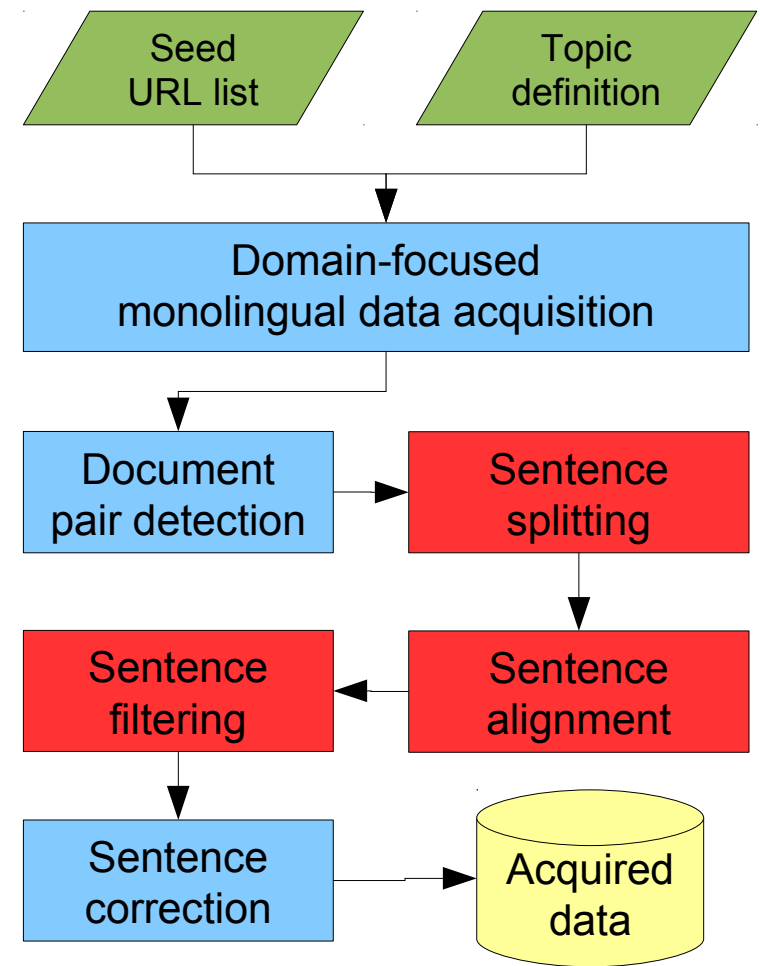 Seed
URL list
Topic
definition
Domain-focused
monolingual data acquisition
Document
pair detection
Sentence
splitting
Sentence
filtering
Sentence
alignment
Sentence
correction
Acquired
data